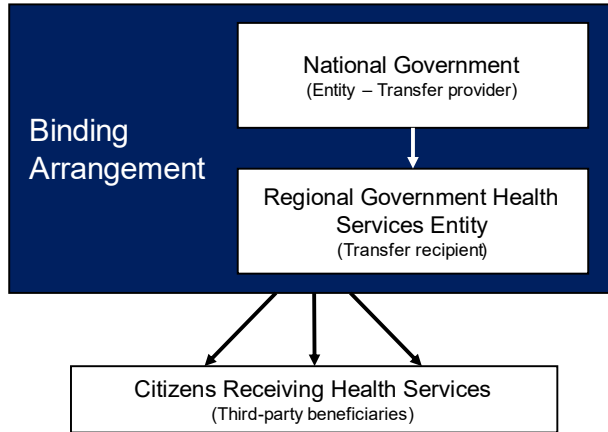 National Government
(Entity – Transfer provider)
Binding
Arrangement
Regional Government Health
Services Entity
(Transfer recipient)
Citizens Receiving Health Services
(Third-party beneficiaries)